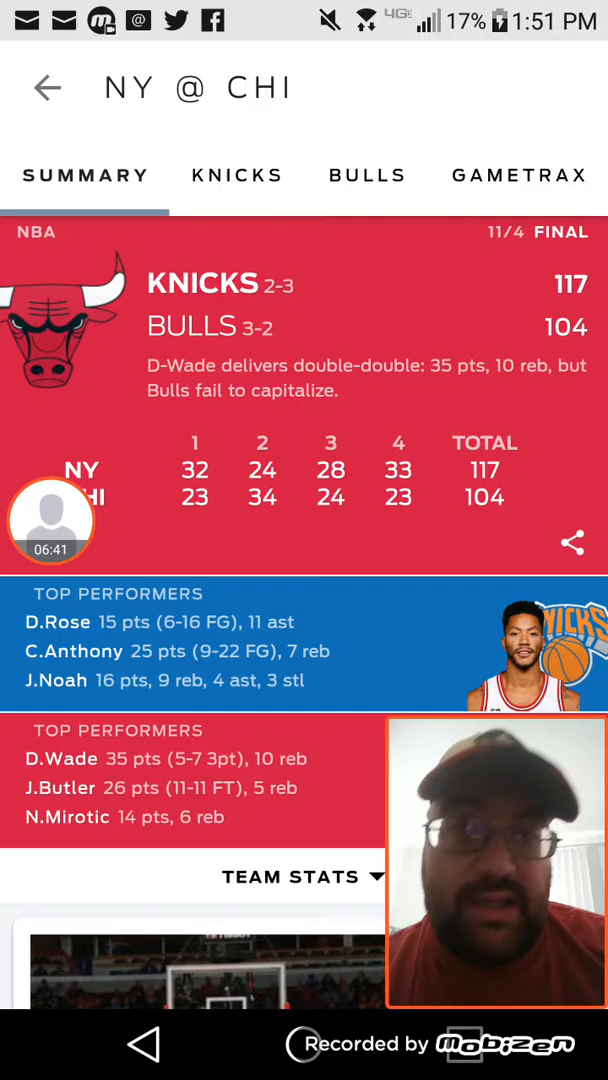 17% 1:51 PM
NY @ CHI
SUMMARY KNICKS BULLS GAMETRAX
NBA 11/4 FINAL
KNICKS 2-3 117
BULLS 3-2 104
D-Wade delivers double-double: 35 pts, 10 reb, but
Bulls fail to capitalize.
1 2 3 4 TOTAL
NY 32 24 28 33 117
HI 23 34 24 23 104
06:41
TOP PERFORMERS
D.Rose 15 pts (6-16 FG), 11 ast
C.Anthony 25 pts (9-22 FG), 7 reb
J.Noah 16 pts, 9 reb, 4 ast, 3 stl
NICKS
TOP PERFORMERS
D.Wade 35 pts (5-7 3pt), 10 reb
J.Butler 26 pts (11-11 FT), 5 reb
N.Mirotic 14 pts, 6 reb
TEAM STATS
Recorded by mobizen